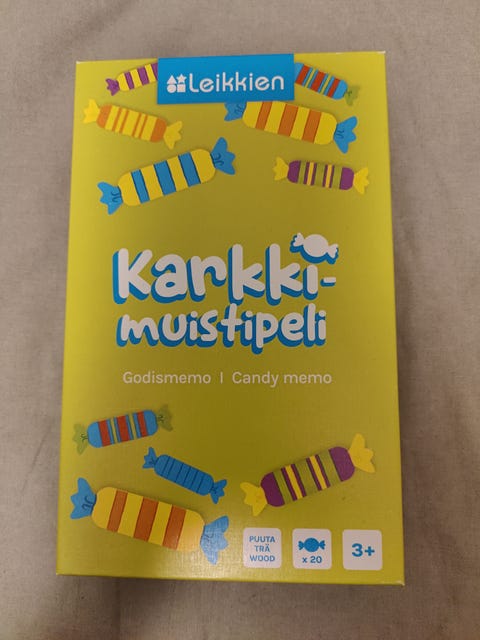 Leikkien
Karkki-
muistipeli
Godismemo | Candy memo
PUUTA
TRÄ
WOOD
x 20
3+